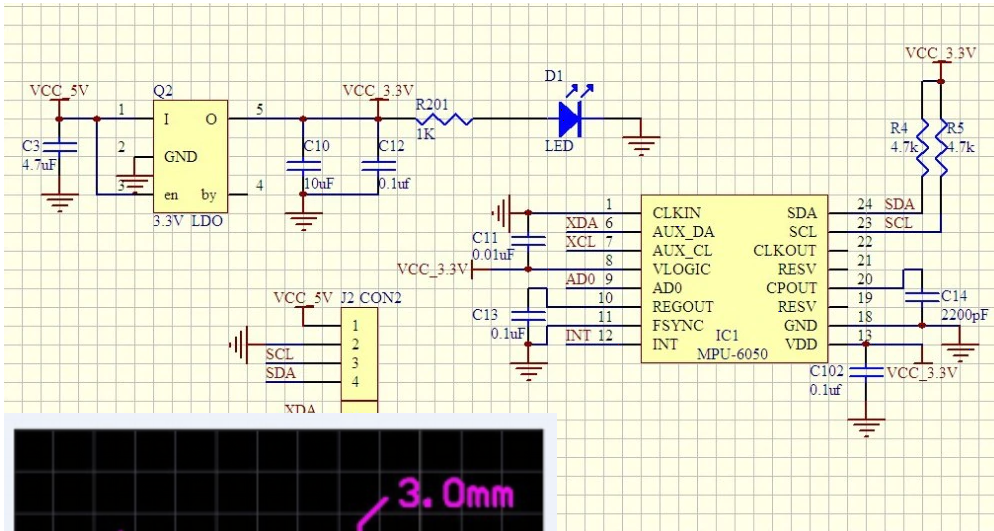 VCC_5V
Q2
VCC_3.3V
R201
1K
D1
LED
VCC_3.3V
1
I
O
5
C3
4.7uF
2
GND
C10
10uF
C12
0.1uf
3
en
by
4
3.3V LDO
R4
4.7k
R5
4.7k
1
CLKIN
SDA
24
SDA
XDA
6
AUX_DA
SCL
23
SCL
XCL
7
AUX_CL
CLKOUT
22
C11
0.01uF
VCC_3.3V
8
VLOGIC
RESV
21
AD0
9
AD0
CPOUT
20
10
REGOUT
RESV
19
C13
0.1uF
11
FSYNC
GND
18
C14
2200pF
INT
12
INT
VDD
13
IC1
MPU-6050
C102
0.1uf
VCC_3.3V
VCC_5V
J2 CON2
1
2
SCL
3
SDA
4
XDA
3.0mm